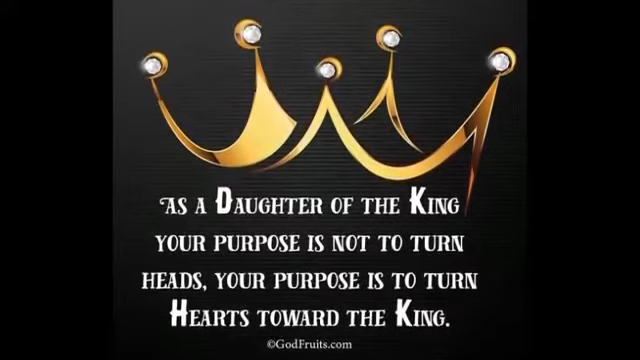 As a Daughter of the King
your purpose is not to turn
heads, your purpose is to turn
Hearts toward the King.
©GodFruits.com